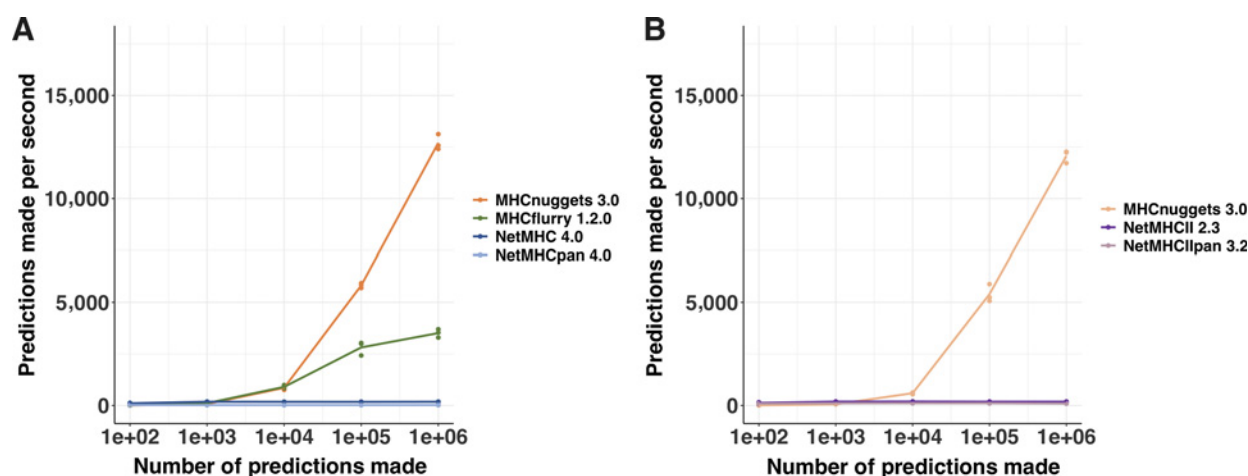 A
Predictions made per second
15,000
10,000
5,000
0
1e+02 1e+03 1e+04 1e+05 1e+06
Number of predictions made
MHCnuggets 3.0
MHCflurry 1.2.0
NetMHC 4.0
NetMHCpan 4.0
B
Predictions made per second
15,000
10,000
5,000
0
1e+02 1e+03 1e+04 1e+05 1e+06
Number of predictions made
MHCnuggets 3.0
NetMHCII 2.3
NetMHCIIpan 3.2